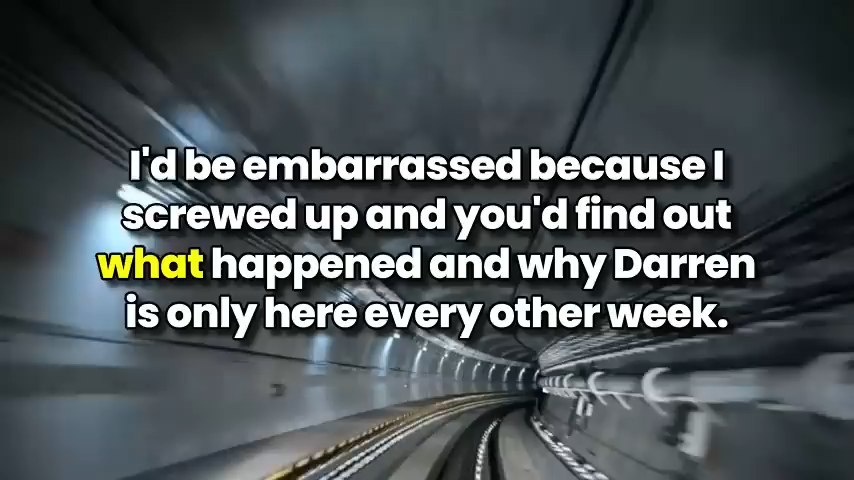 I'd be embarrassed because I
screwed up and you'd find out
what happened and why Darren
is only here every other week.